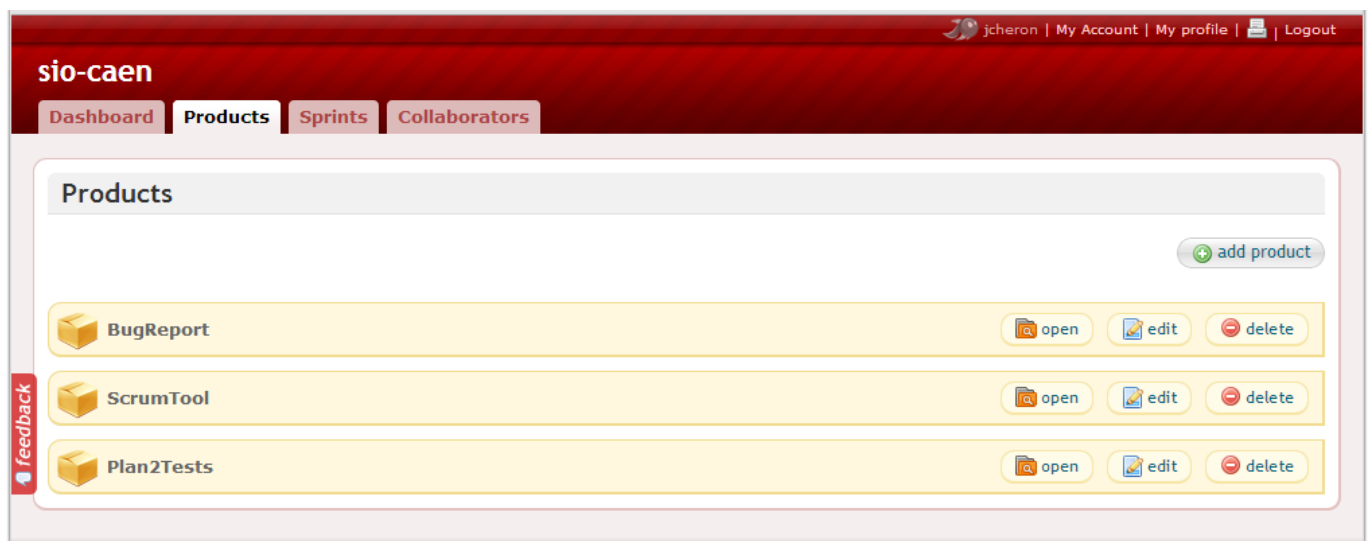 jcheron | My Account | My profile | | Logout
sio-caen
Dashboard Products Sprints Collaborators
Products
add product
BugReport open edit delete
ScrumTool open edit delete
feedback
Plan2Tests open edit delete